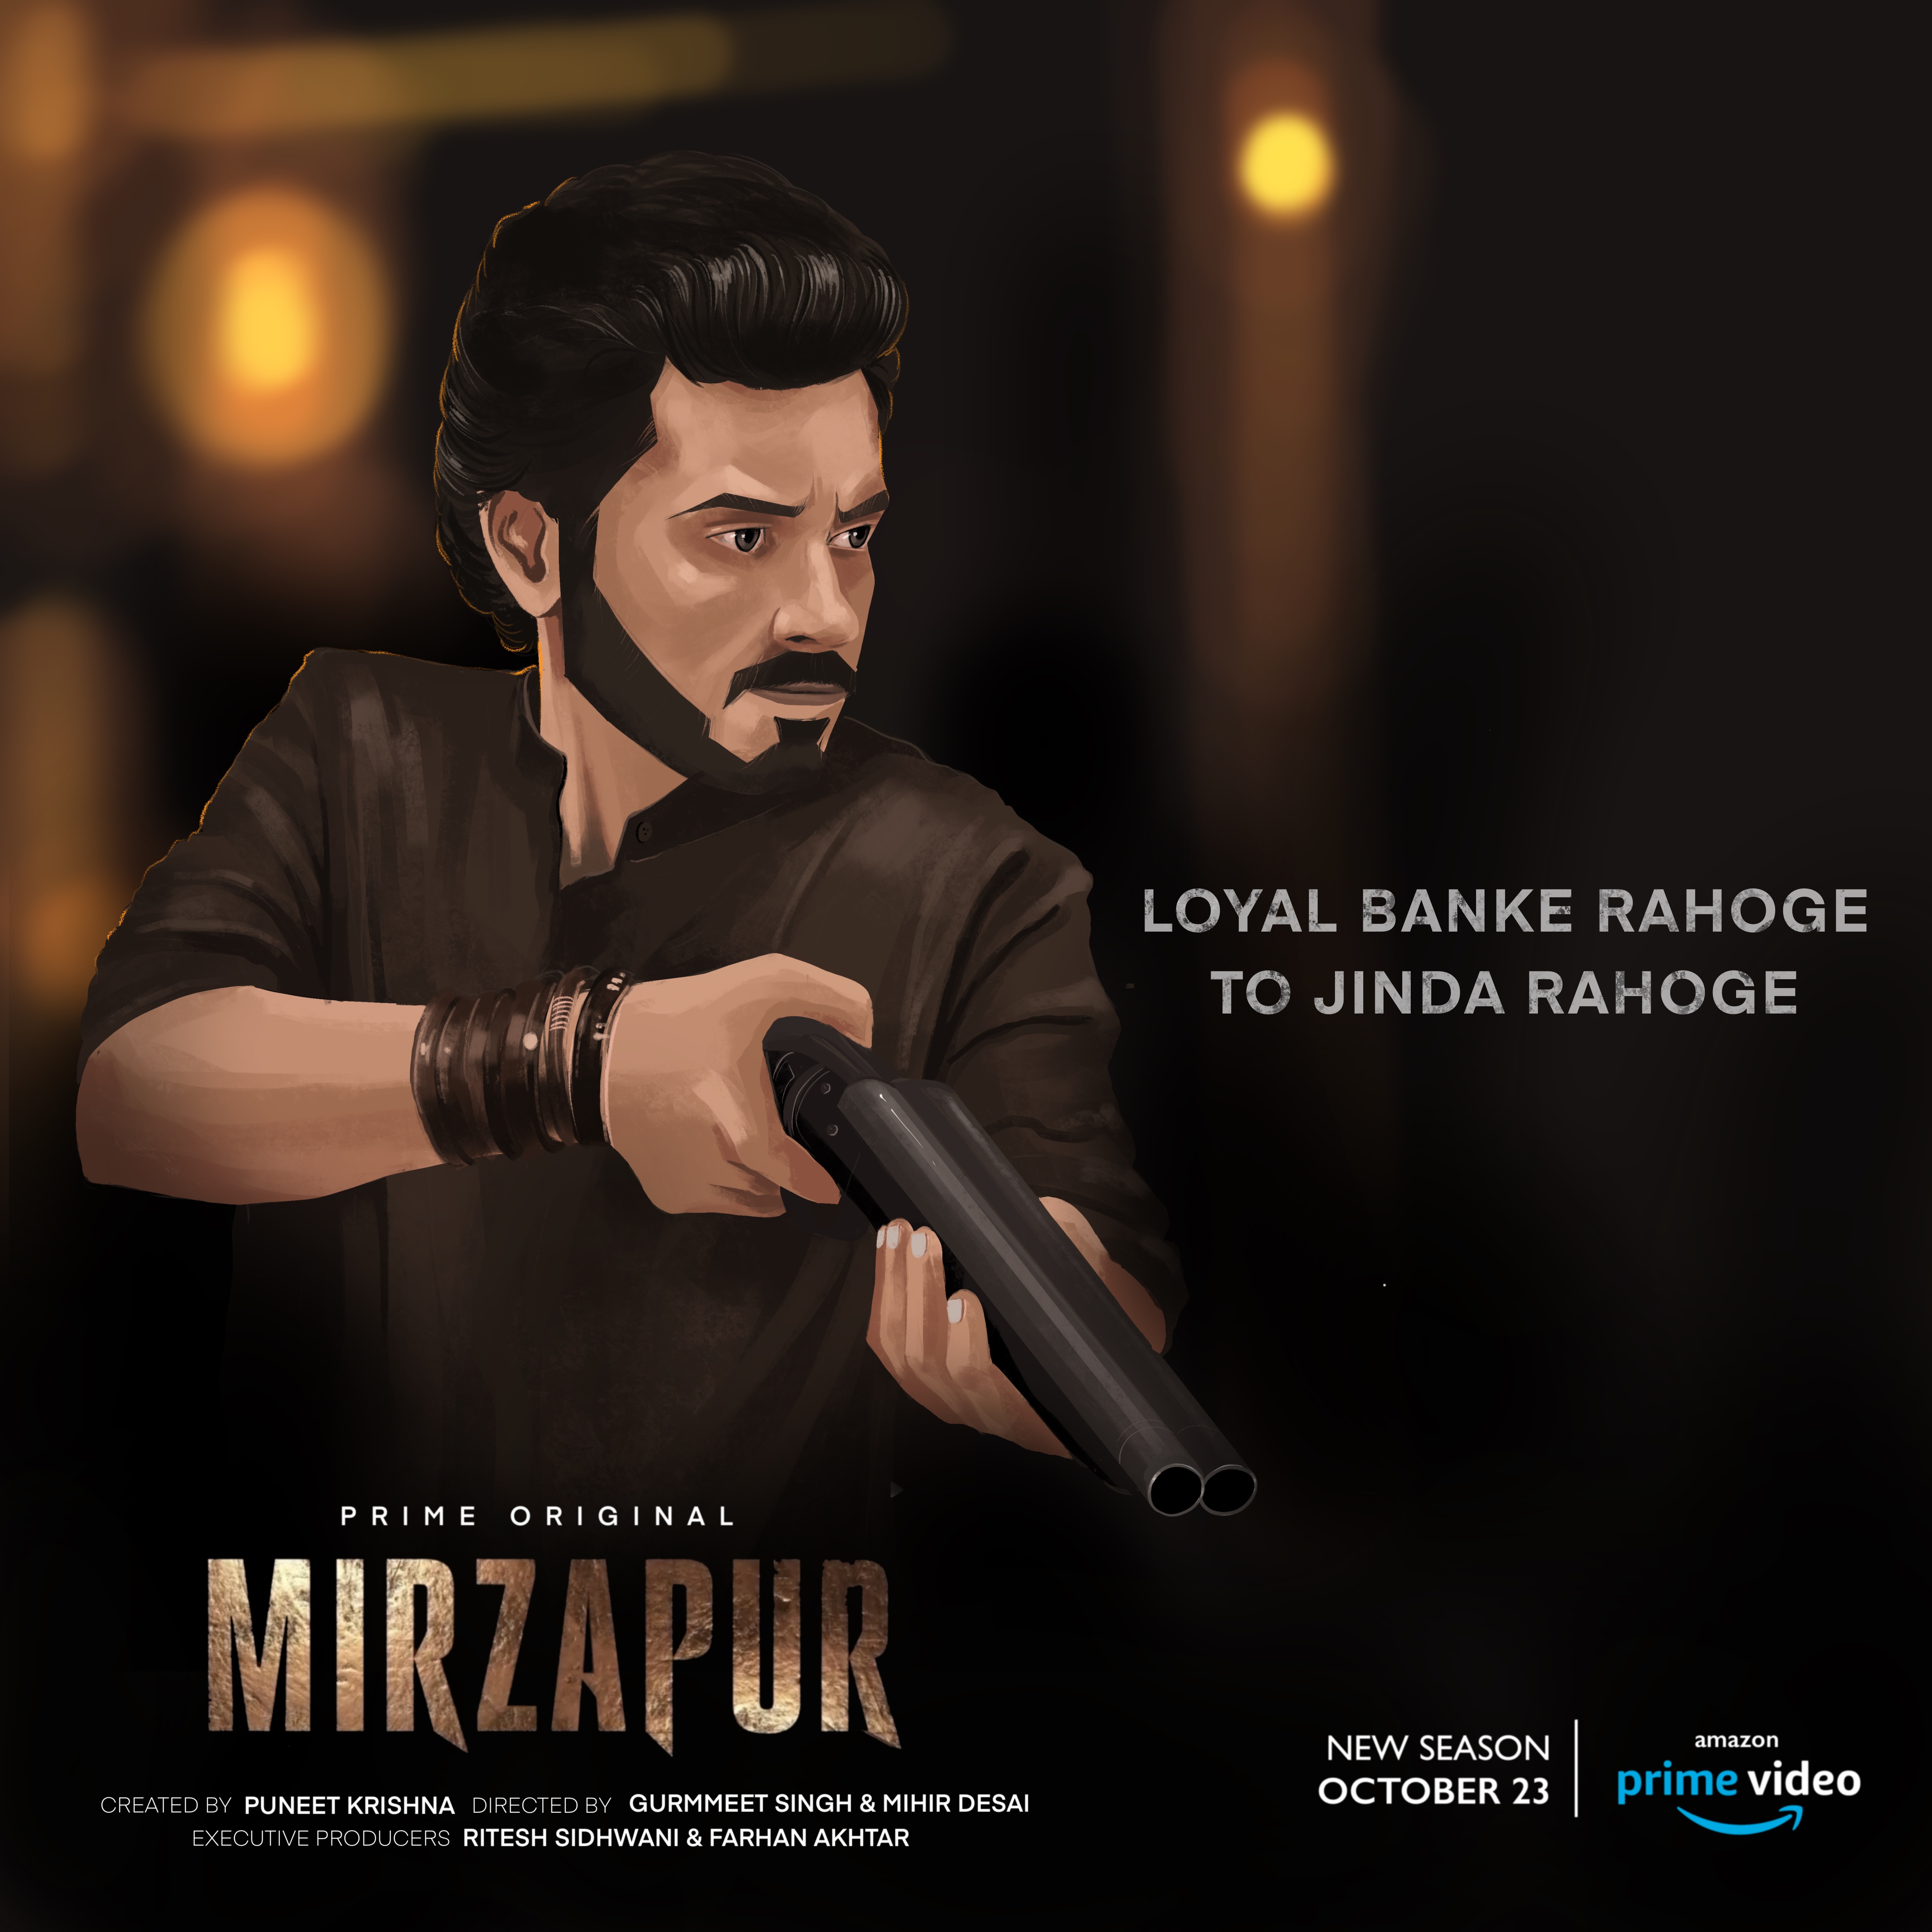 LOYAL BANKE RAHOGE
TO JINDA RAHOGE
PRIME ORIGINAL
MIRZAPUR
CREATED BY PUNEET KRISHNA DIRECTED BY GURMMEET SINGH & MIHIR DESAI
EXECUTIVE PRODUCERS RITESH SIDHWANI & FARHAN AKHTAR
NEW SEASON
OCTOBER 23
amazon
prime video